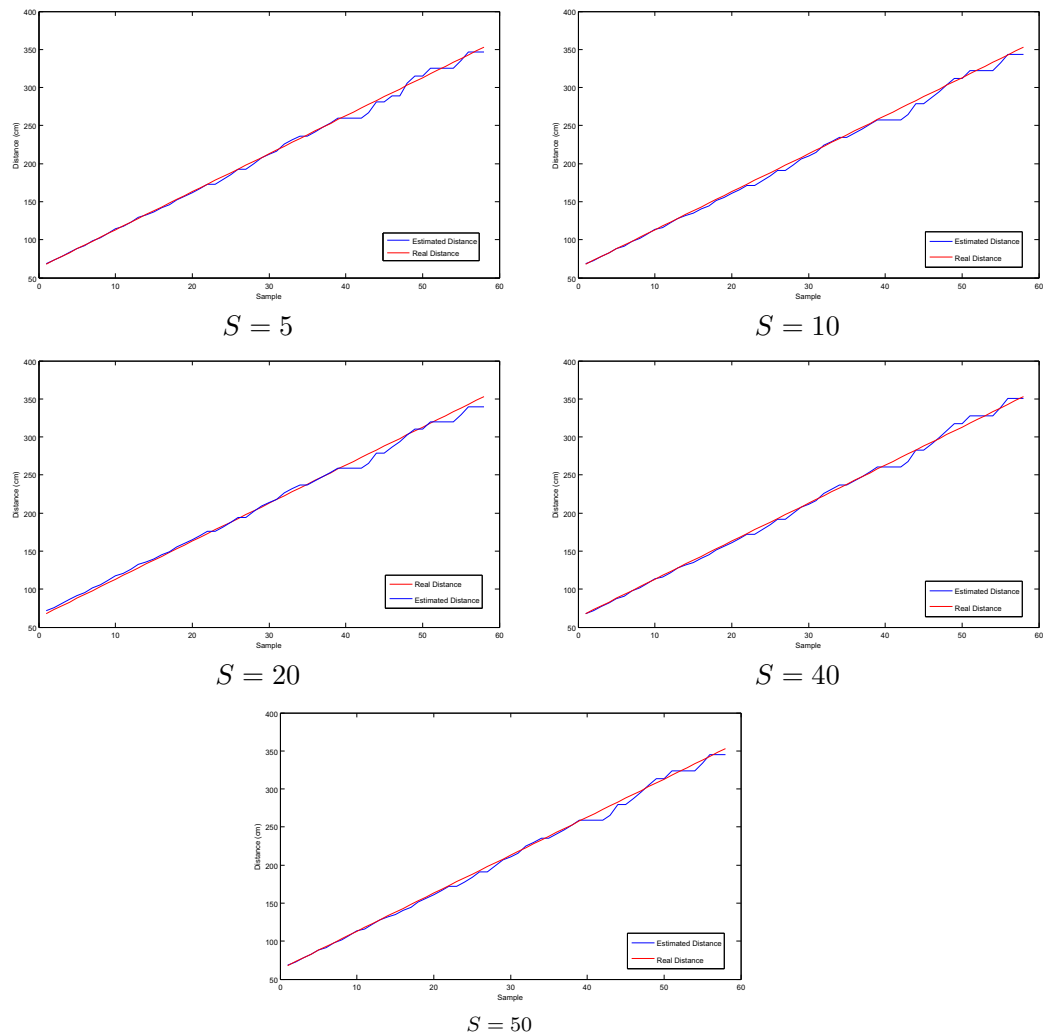 400
350
300
250
200
150
100
50
Distance (cm)
0 10 20 30 40 50 60
Sample
Estimated Distance
Real Distance
S = 5
400
350
300
250
200
150
100
50
Distance (cm)
0 10 20 30 40 50 60
Sample
Estimated Distance
Real Distance
S = 10
400
350
300
250
200
150
100
50
Distance (cm)
0 10 20 30 40 50 60
Sample
Real Distance
Estimated Distance
S = 20
400
350
300
250
200
150
100
50
Distance (cm)
0 10 20 30 40 50 60
Sample
Estimated Distance
Real Distance
S = 40
400
350
300
250
200
150
100
50
Distance (cm)
0 10 20 30 40 50 60
Sample
Estimated Distance
Real Distance
S = 50